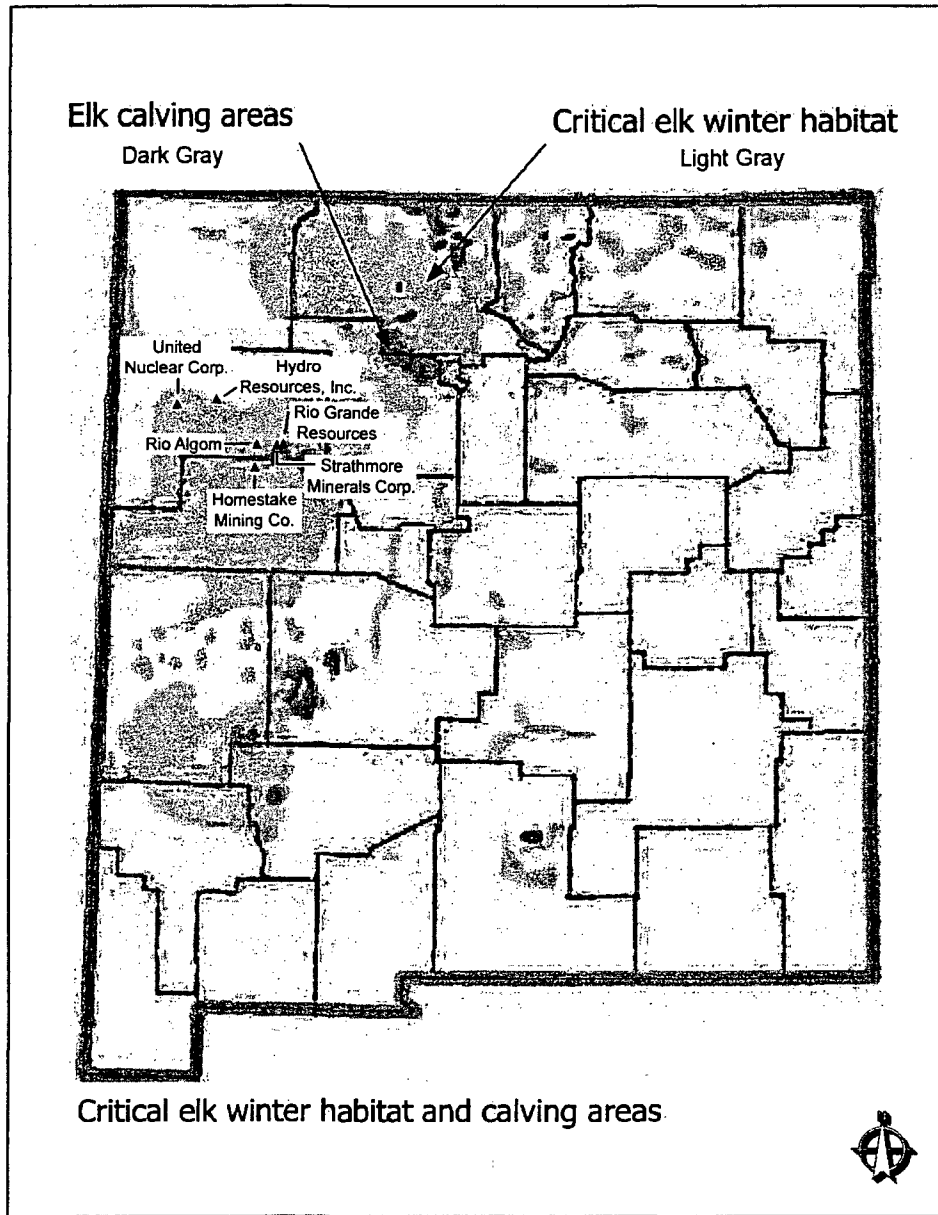 Elk calving areas
Dark Gray
Critical elk winter habitat
Light Gray
United
Nuclear Corp.
Hydro
Resources, Inc.
Rio Grande
Resources
Rio Algom
Strathmore
Minerals Corp.
Homestake
Mining Co.
Critical elk winter habitat and calving areas